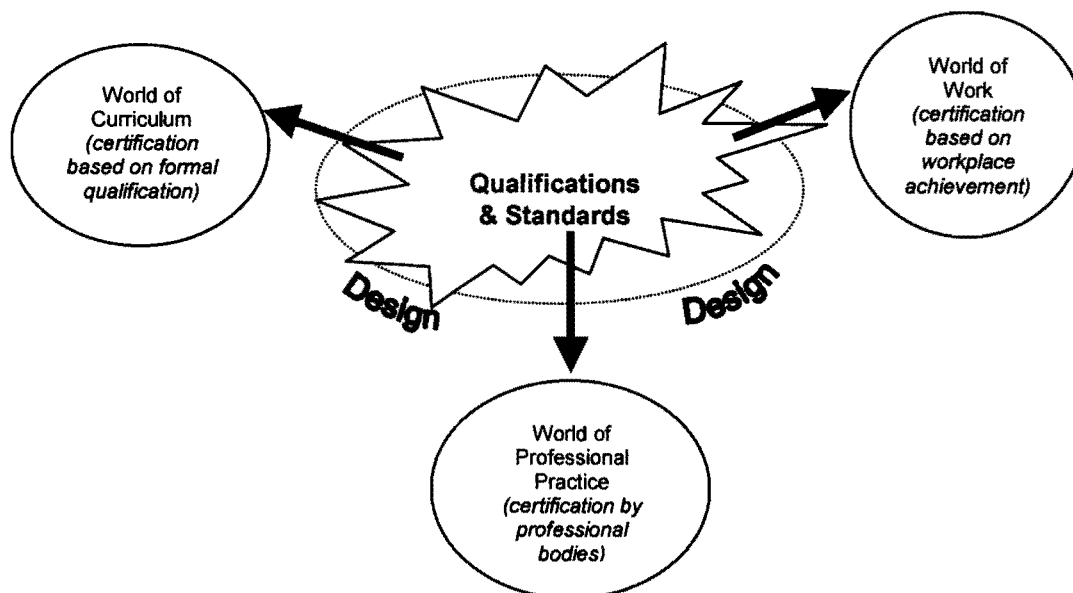 World of
Curriculum
(certification
based on formal
qualification)
World of
Work
(certification
based on
workplace
achievement)
Qualifications
& Standards
Design
Design
World of
Professional
Practice
(certification by
professional
bodies)